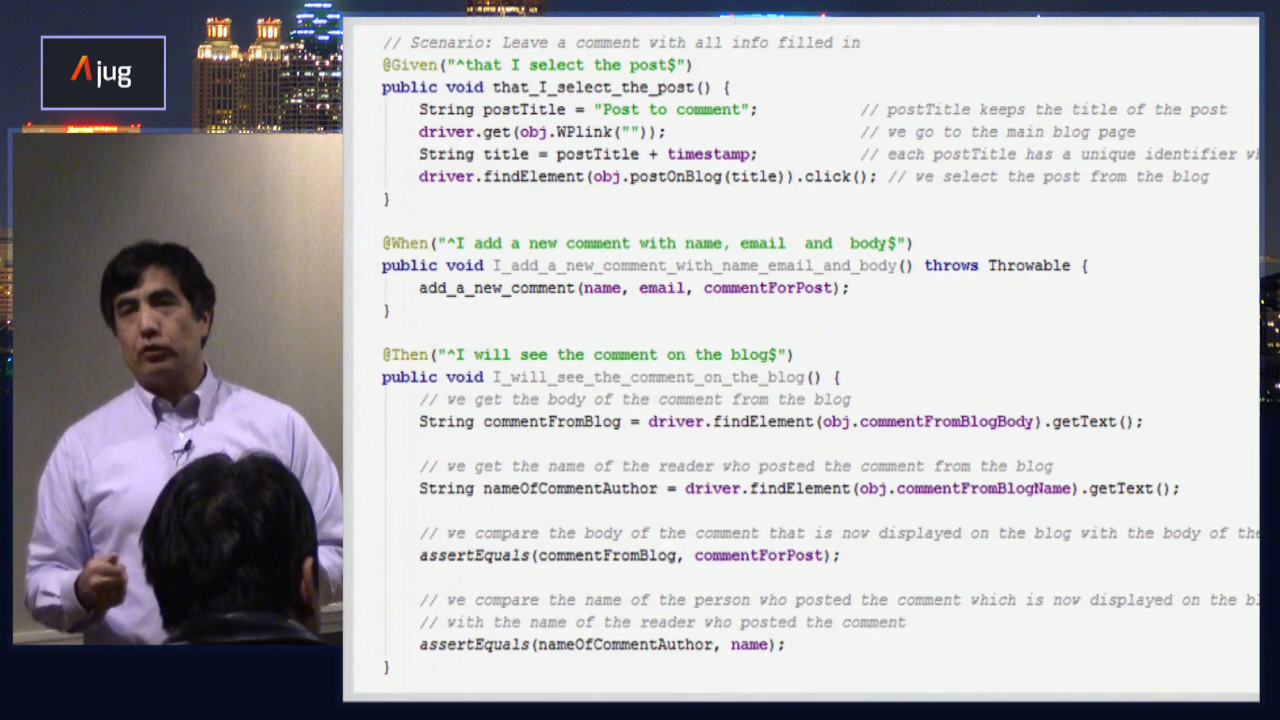 jug
// Scenario: Leave a comment with all info filled in
@Given("^that I select the post$")
public void that_I_select_the_post() {
String postTitle = "Post to comment"; // postTitle keeps the title of the post
driver.get(obj.WPlink("")); // we go to the main blog page
String title = postTitle + timestamp; // each postTitle has a unique identifier
driver.findElement(obj.postOnBlog(title)).click(); // we select the post from the blog
}
@When("^I add a new comment with name, email  and  body$")
public void I_add_a_new_comment_with_name_email_and_body() throws Throwable {
add_a_new_comment(name, email, commentForPost);
}
@Then("^I will see the comment on the blog$")
public void I_will_see_the_comment_on_the_blog() {
// we get the body of the comment from the blog
String commentFromBlog = driver.findElement(obj.commentFromBlogBody).getText();
// we get the name of the reader who posted the comment from the blog
String nameOfCommentAuthor = driver.findElement(obj.commentFromBlogName).getText();
// we compare the body of the comment that is now displayed on the blog with the body of the
assertEquals(commentFromBlog, commentForPost);
// we compare the name of the person who posted the comment which is now displayed on the
// with the name of the reader who posted the comment
assertEquals(nameOfCommentAuthor, name);
}